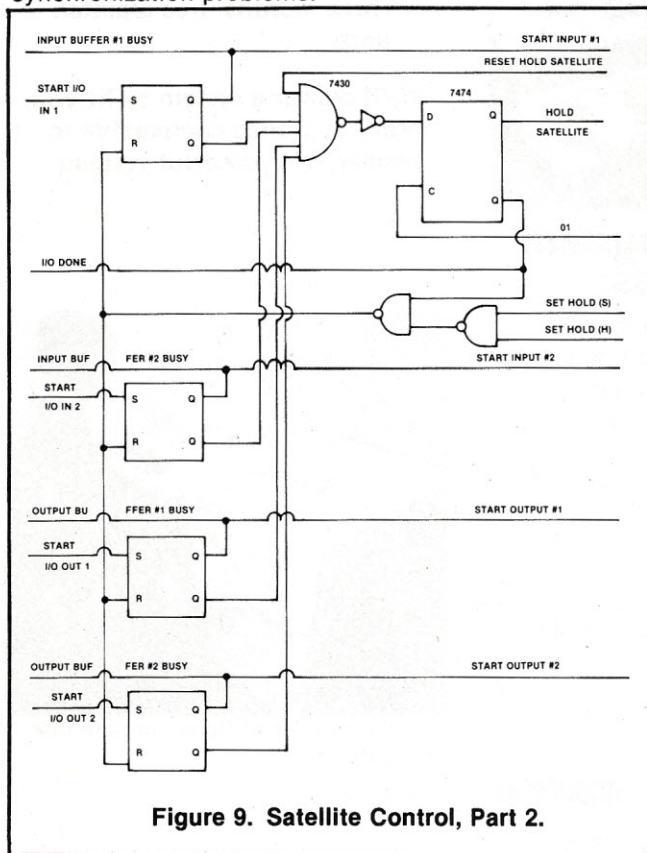 synchronization problems.
INPUT BUFFER #1 BUSY
START INPUT #1
RESET HOLD SATELLITE
START I/O
IN 1
S
Q
R
Q
7430
7474
D
Q
C
Q
HOLD
SATELLITE
01
I/O DONE
SET HOLD (S)
SET HOLD (H)
INPUT BUF FER #2 BUSY
START INPUT #2
START
I/O IN 2
S
Q
R
Q
OUTPUT BU FFER #1 BUSY
START OUTPUT #1
START
I/O OUT 1
S
Q
R
Q
OUTPUT BUF FER #2 BUSY
START OUTPUT #2
START
I/O OUT 2
S
Q
R
Q
Figure 9. Satellite Control, Part 2.